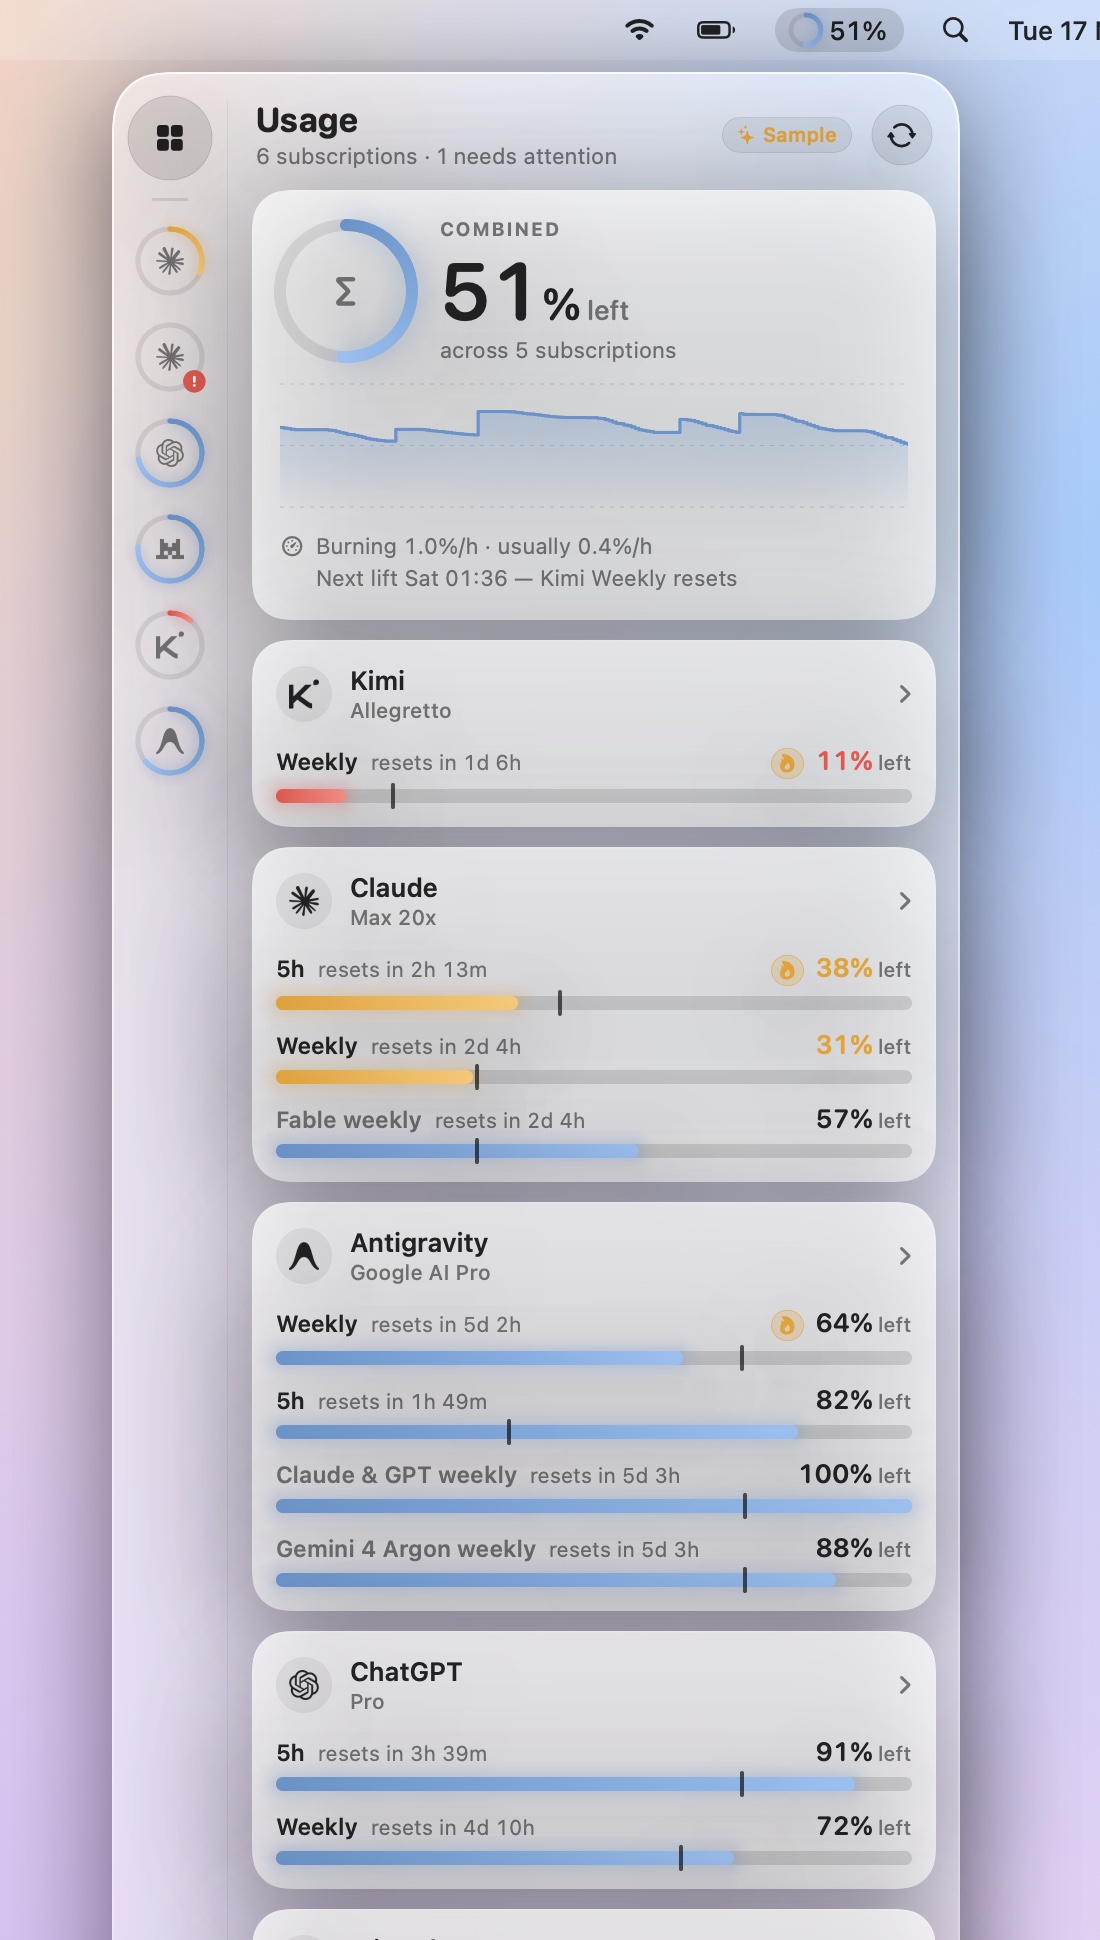 51%
Tue 17
Usage
6 subscriptions · 1 needs attention
Sample
COMBINED
Σ
51% left
across 5 subscriptions
Burning 1.0%/h · usually 0.4%/h
Next lift Sat 01:36 — Kimi Weekly resets
Kimi
Allegretto
Weekly resets in 1d 6h 11% left
Claude
Max 20x
5h resets in 2h 13m 38% left
Weekly resets in 2d 4h 31% left
Fable weekly resets in 2d 4h 57% left
Antigravity
Google AI Pro
Weekly resets in 5d 2h 64% left
5h resets in 1h 49m 82% left
Claude & GPT weekly resets in 5d 3h 100% left
Gemini 4 Argon weekly resets in 5d 3h 88% left
ChatGPT
Pro
5h resets in 3h 39m 91% left
Weekly resets in 4d 10h 72% left